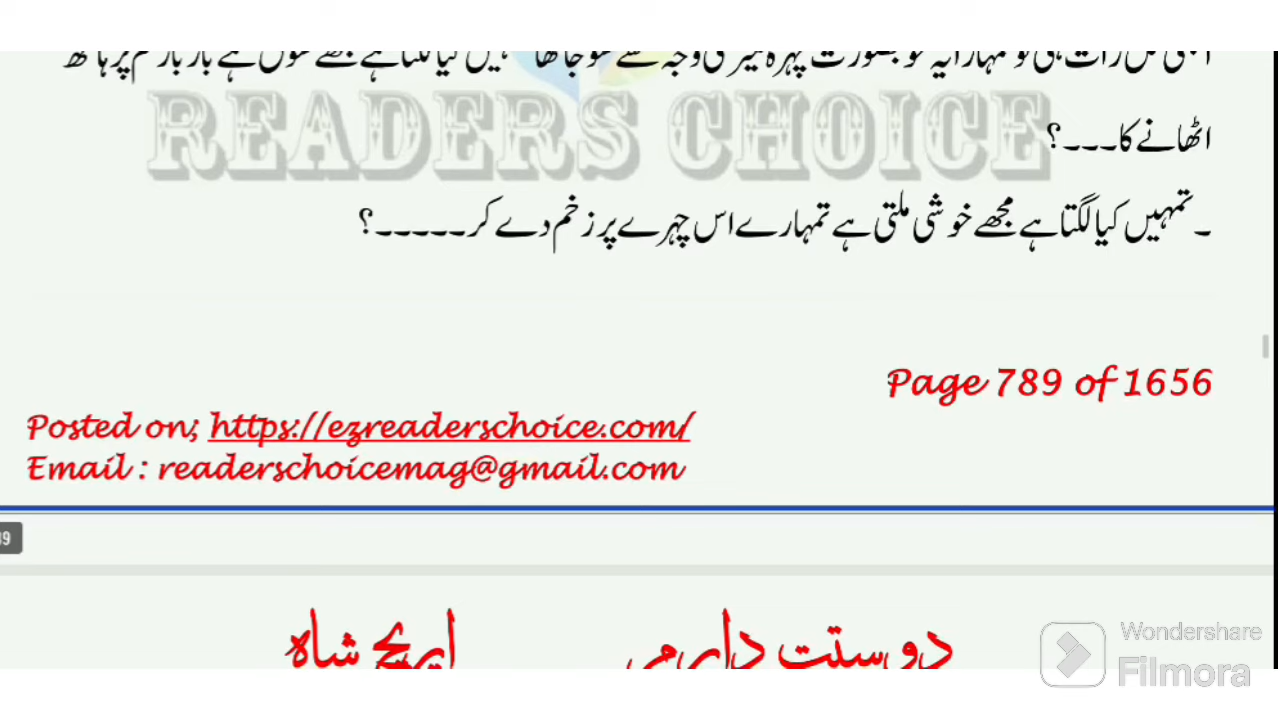 READERS CHOICE
اٹھانے کا۔۔۔؟
۔ تمہیں کیا لگتا ہے مجھے خوشی ملتی ہے تمہارے اس چہرے پر زخم دے کر۔۔۔۔۔؟
Page 789 of 1656
Posted on; https://ezreaderschoice.com/
Email : readerschoicemag@gmail.com
دوستت دارم اریج شاہ
Wondershare
Filmora